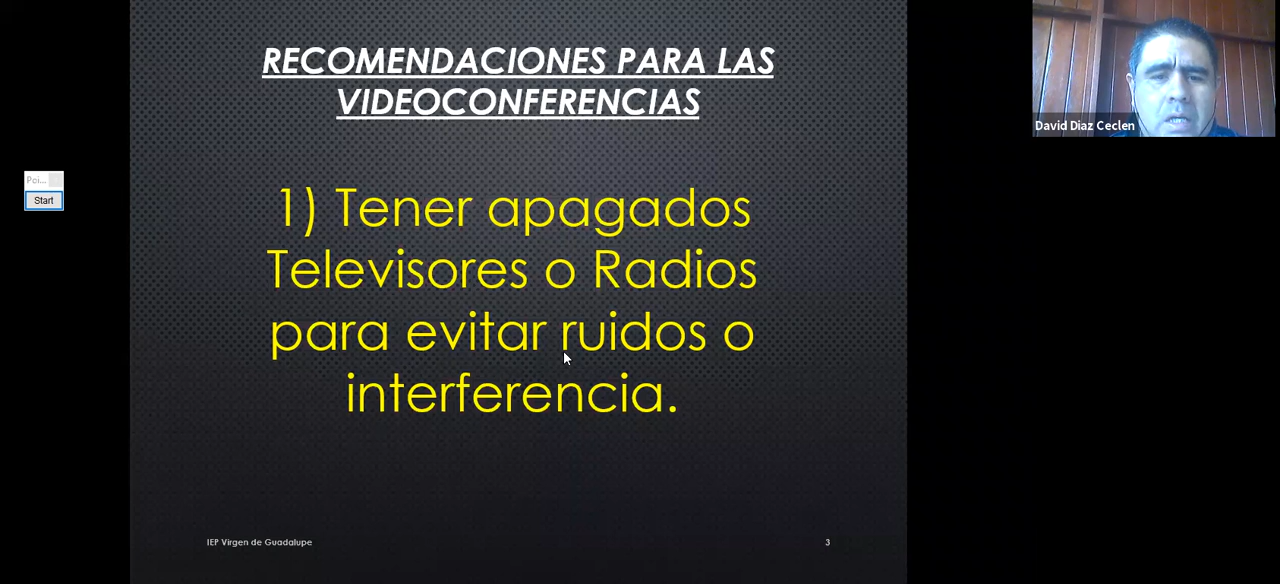 RECOMENDACIONES PARA LAS
VIDEOCONFERENCIAS
David Diaz Ceclen
Poi...
Start
1) Tener apagados
Televisores o Radios
para evitar ruidos o
interferencia.
IEP Virgen de Guadalupe
3